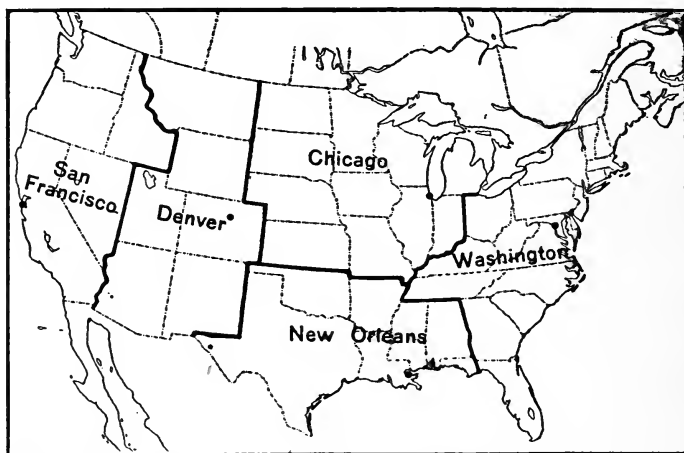 Chicago
San
Francisco
Denver
Washington
New Orleans